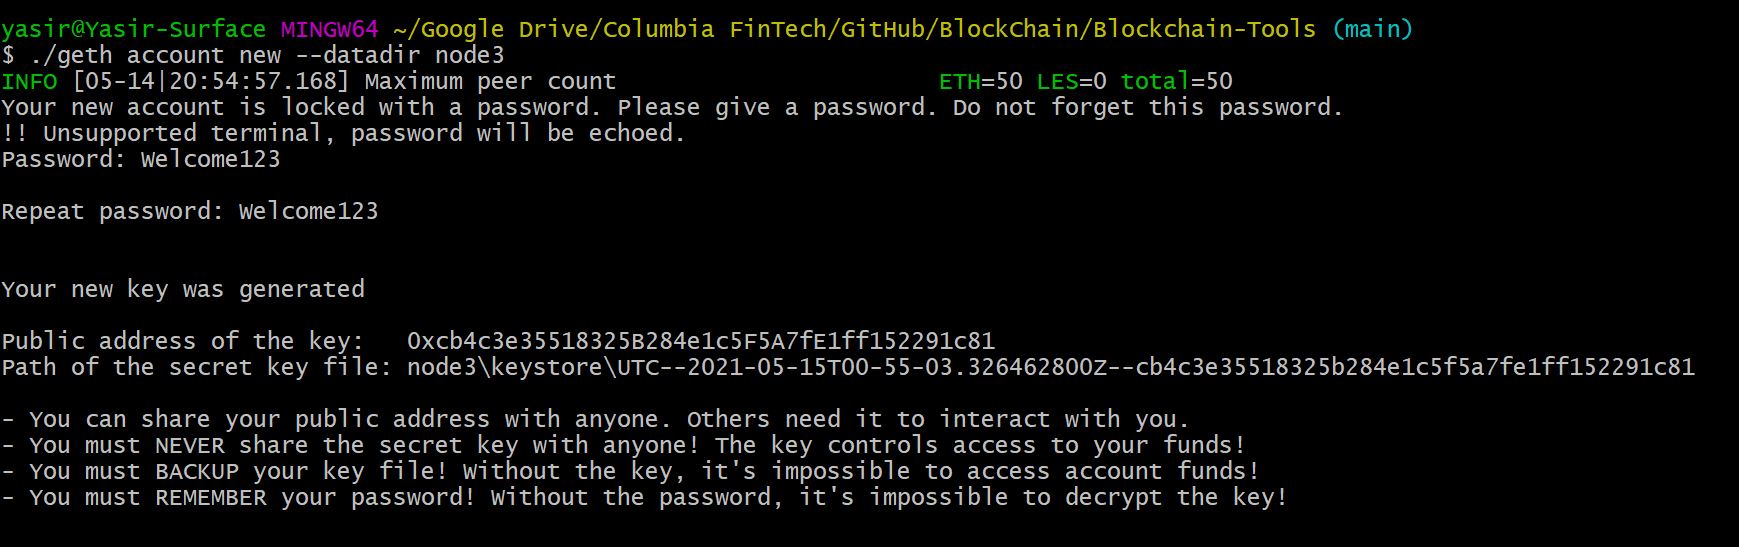 yasir@Yasir-Surface MINGW64 ~/Google Drive/Columbia FinTech/GitHub/BlockChain/Blockchain-Tools (main)
$ ./geth account new --datadir node3
INFO [05-14|20:54:57.168] Maximum peer count                       ETH=50 LES=0 total=50
Your new account is locked with a password. Please give a password. Do not forget this password.
!! Unsupported terminal, password will be echoed.
Password: Welcome123
Repeat password: Welcome123
Your new key was generated
Public address of the key:   0xcb4c3e35518325B284e1c5F5A7fE1ff152291c81
Path of the secret key file: node3\keystore\UTC--2021-05-15T00-55-03.326462800Z--cb4c3e35518325b284e1c5f5a7fe1ff152291c81
- You can share your public address with anyone. Others need it to interact with you.
- You must NEVER share the secret key with anyone! The key controls access to your funds!
- You must BACKUP your key file! Without the key, it's impossible to access account funds!
- You must REMEMBER your password! Without the password, it's impossible to decrypt the key!